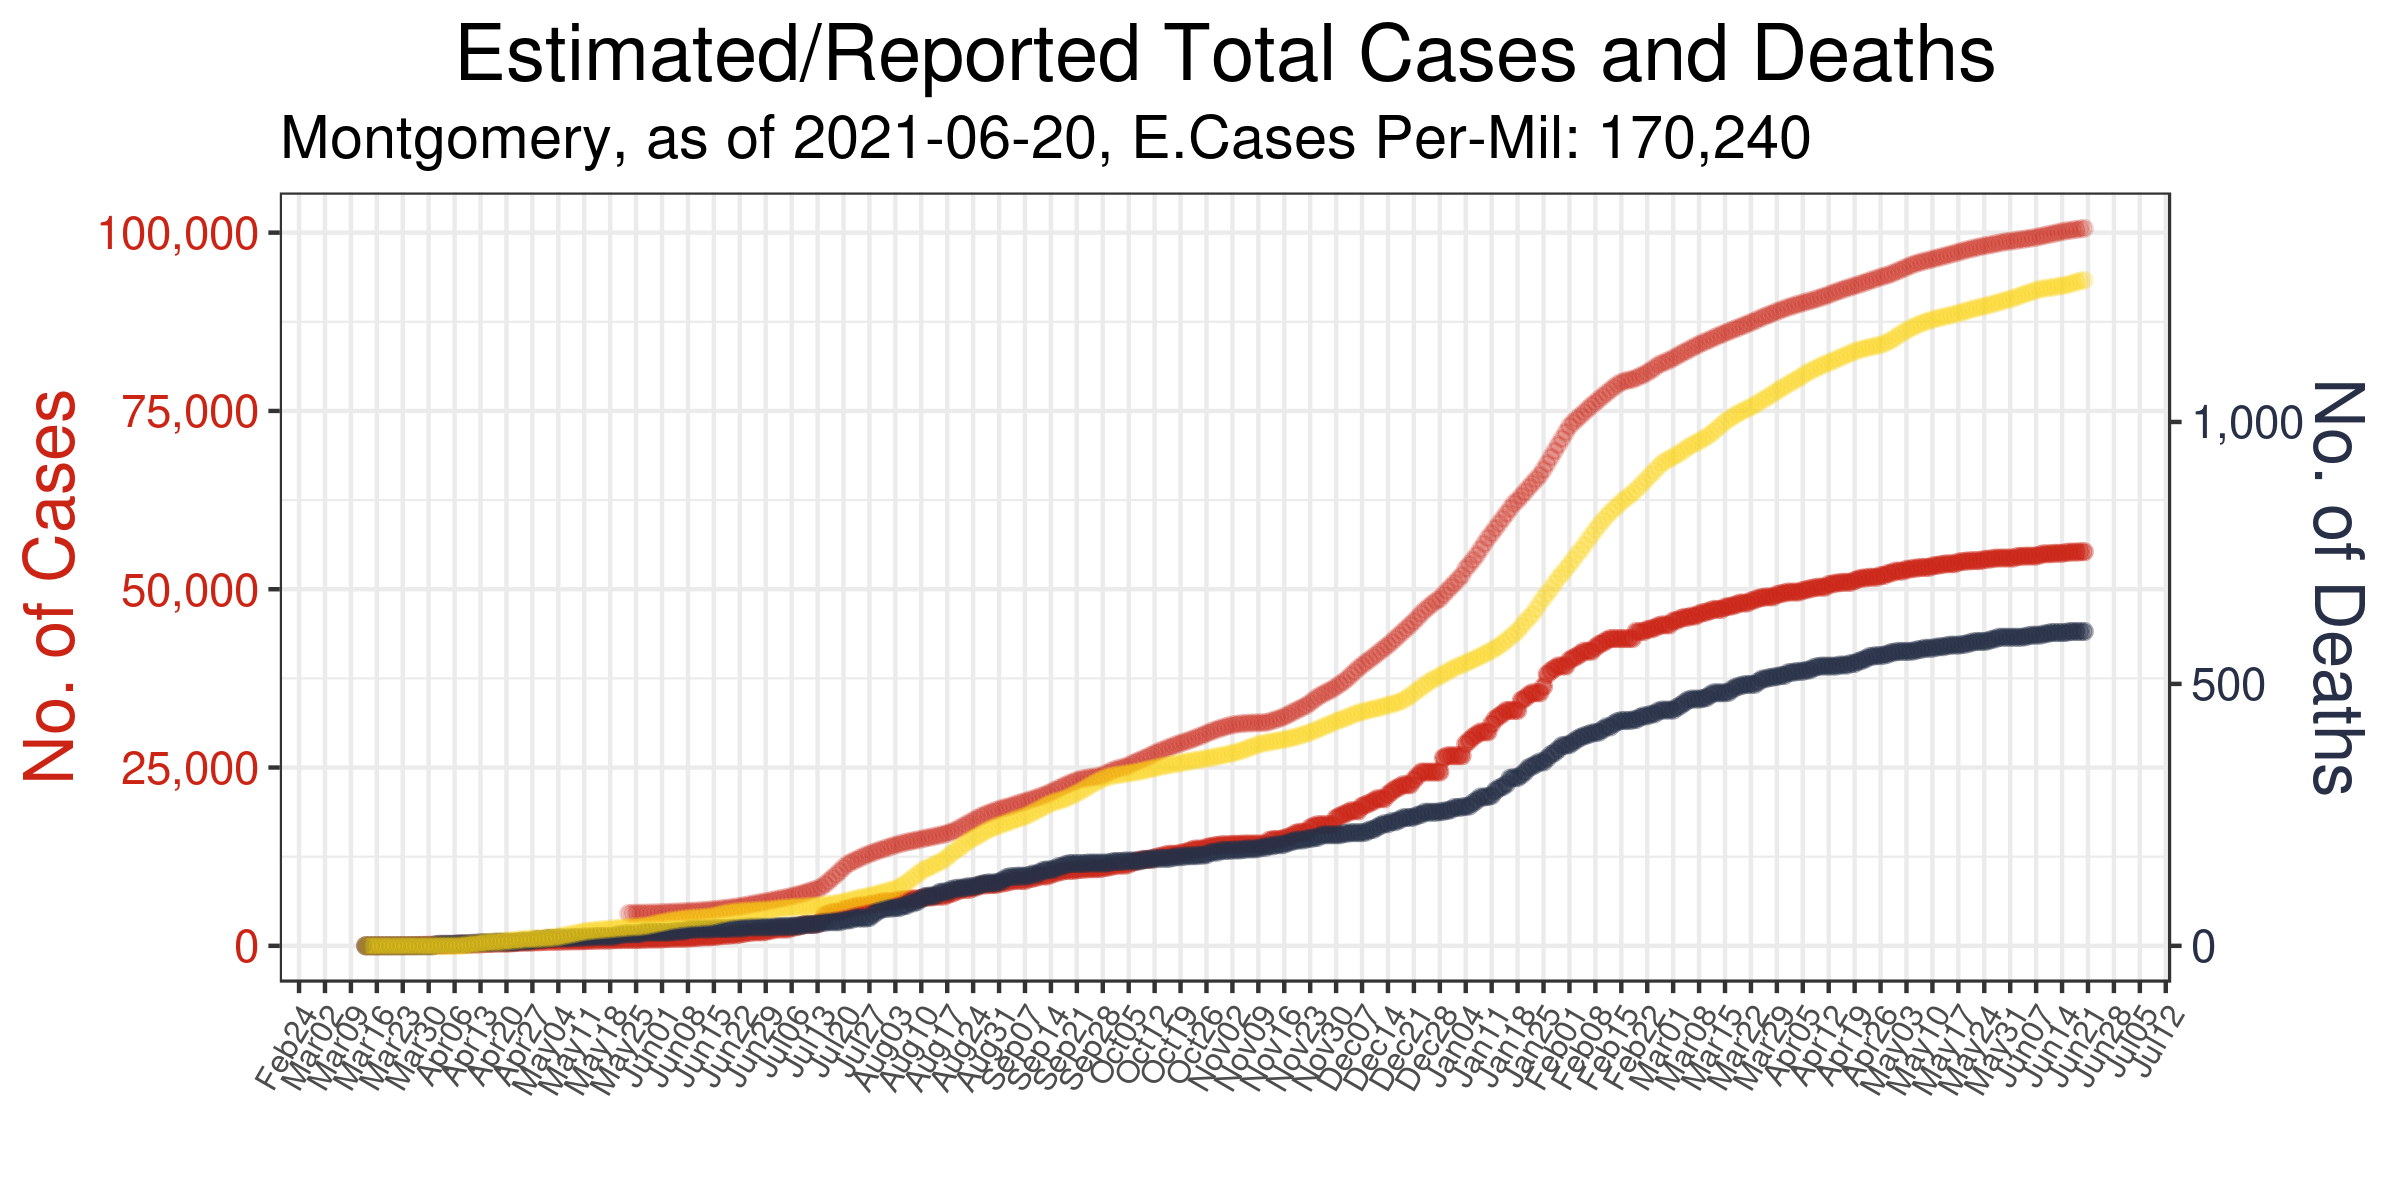 Estimated/Reported Total Cases and Deaths
Montgomery, as of 2021-06-20, E.Cases Per-Mil: 170,240
No. of Cases
100,000
75,000
50,000
25,000
0
1,000
500
0
No. of Deaths
Feb24
Mar02
Mar09
Mar16
Mar23
Mar30
Apr06
Apr13
Apr20
Apr27
May04
May11
May18
May25
Jun01
Jun08
Jun15
Jun22
Jun29
Jul06
Jul13
Jul20
Jul27
Aug03
Aug10
Aug17
Aug24
Aug31
Sep07
Sep14
Sep21
Sep28
Oct05
Oct12
Oct19
Oct26
Nov02
Nov09
Nov16
Nov23
Nov30
Dec07
Dec14
Dec21
Dec28
Jan04
Jan11
Jan18
Jan25
Feb01
Feb08
Feb15
Feb22
Mar01
Mar08
Mar15
Mar22
Mar29
Apr05
Apr12
Apr19
Apr26
May03
May10
May17
May24
May31
Jun07
Jun14
Jun21
Jun28
Jul05
Jul12